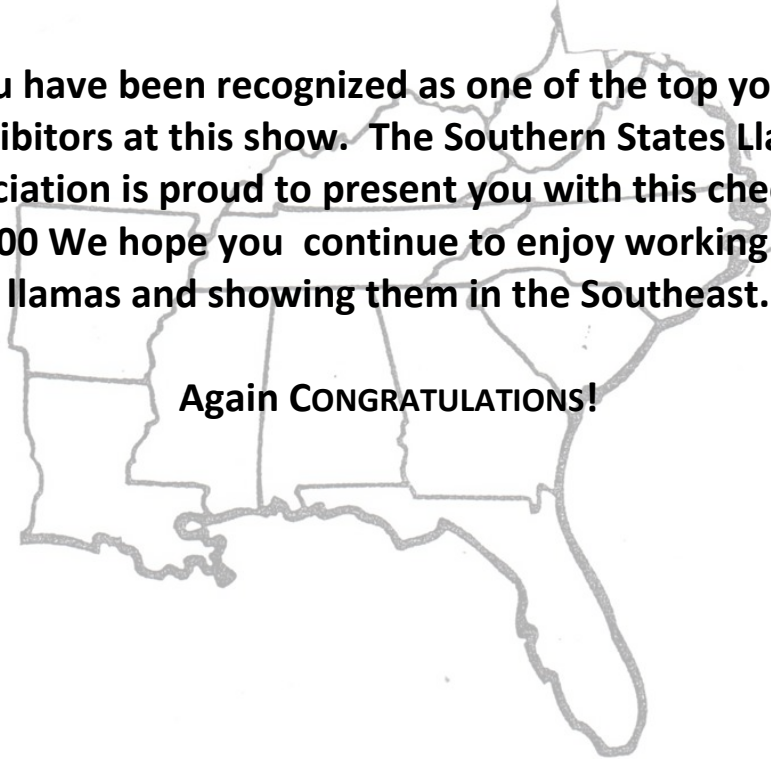 u have been recognized as one of the top yo
ibitors at this show.  The Southern States Lla
ciation is proud to present you with this che
00 We hope you  continue to enjoy working
llamas and showing them in the Southeast.
Again CONGRATULATIONS!